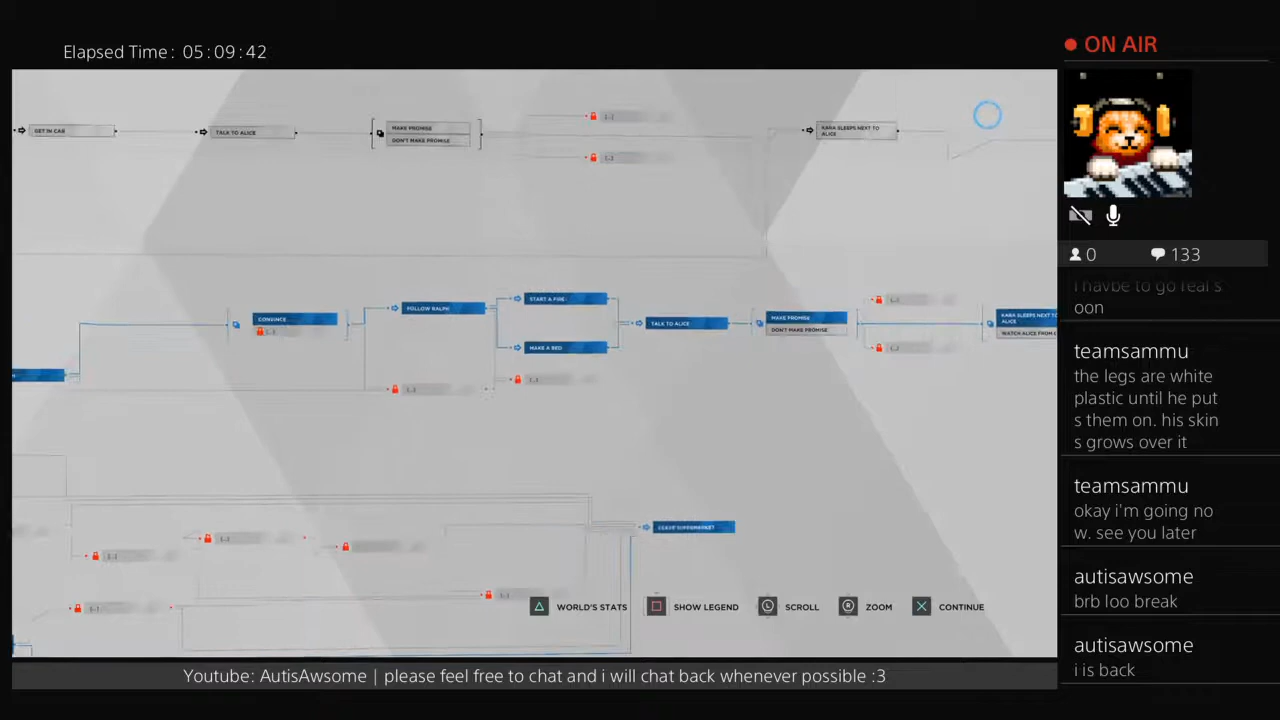 Elapsed Time: 05:09:42
ON AIR
GET IN CAR
TALK TO ALICE
MAKE PROMISE
DON'T MAKE PROMISE
KARA SLEEPS NEXT TO
ALICE
0
133
oon
teamsammu
the legs are white
plastic until he put
s them on. his skin
s grows over it
teamsammu
okay i'm going no
w. see you later
autisawsome
brb loo break
autisawsome
i is back
CONVINCE
FOLLOW RALPH
START A FIRE
MAKE A BED
TALK TO ALICE
MAKE PROMISE
DON'T MAKE PROMISE
KARA SLEEPS NEXT TO
ALICE
LEAVE SUPERMARKET
WORLD'S STATS
SHOW LEGEND
L
SCROLL
R
ZOOM
CONTINUE
Youtube: AutisAwsome | please feel free to chat and i will chat back whenever possible :3